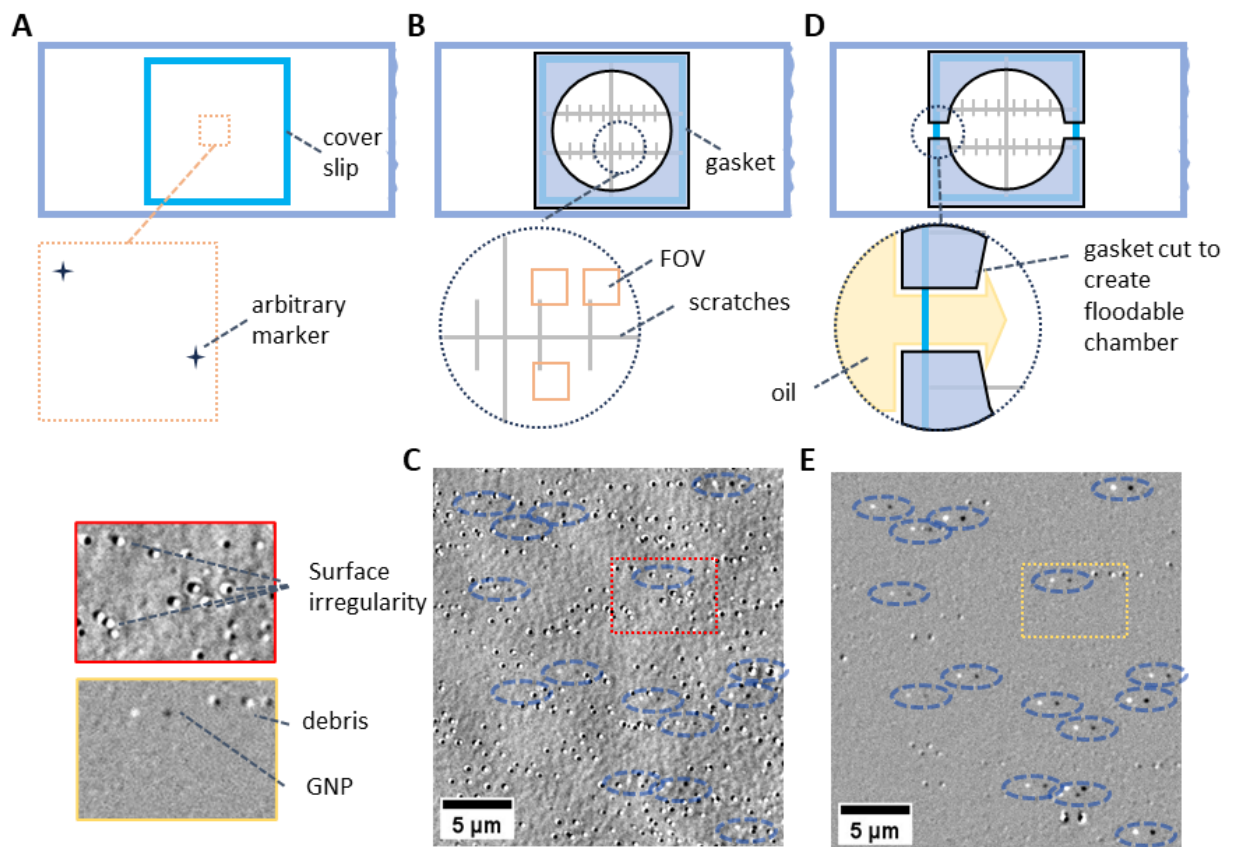 A
B
D
cover
slip
gasket
arbitrary
marker
FOV
scratches
oil
gasket cut to
create
floodable
chamber
C
E
Surface
irregularity
debris
GNP
5 µm
5 µm